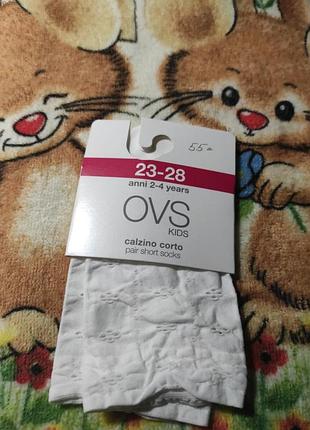 55=
23-28
anni 2-4 years
OVS
KIDS
calzino corto
pair short socks